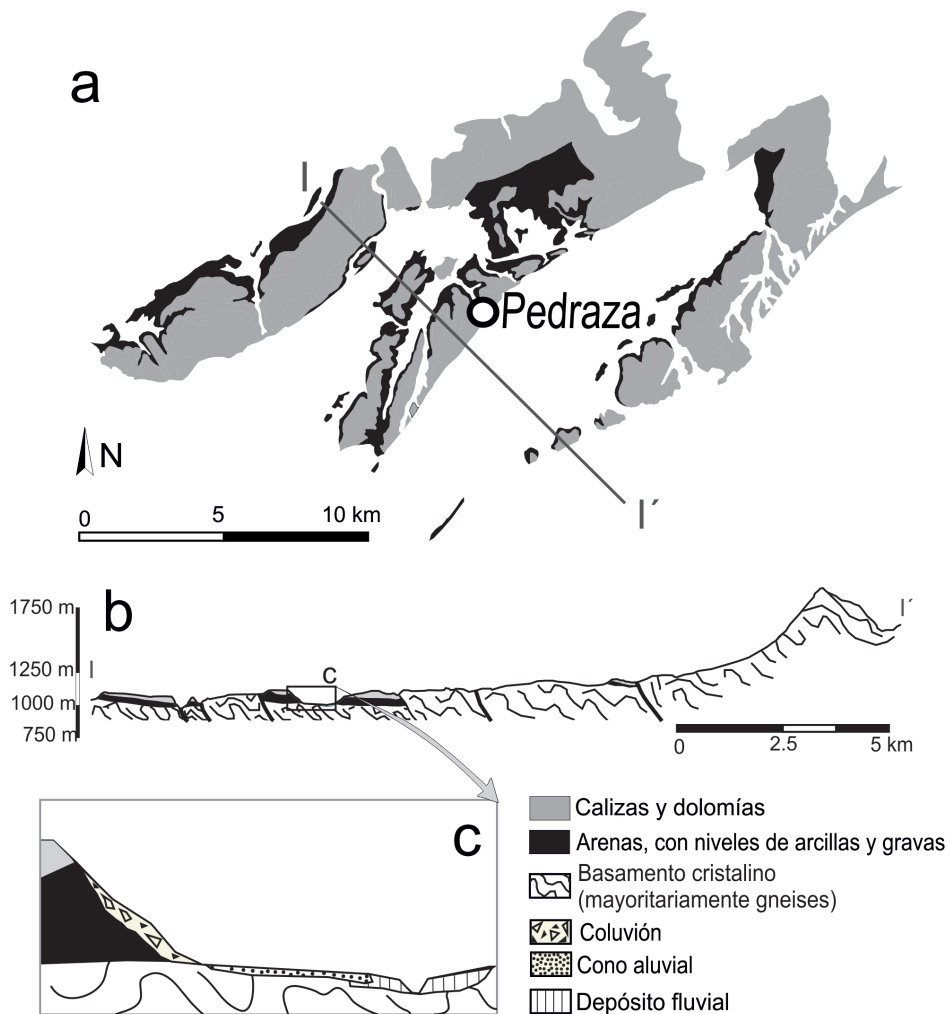 a
I
Pedraza
N
0 5 10 km
I´
b
1750 m
1250 m
1000 m
750 m
I
C
I´
0 2.5 5 km
c
Calizas y dolomías
Arenas, con niveles de arcillas y gravas
Basamento cristalino
(mayoritariamente gneises)
Coluvión
Cono aluvial
Depósito fluvial